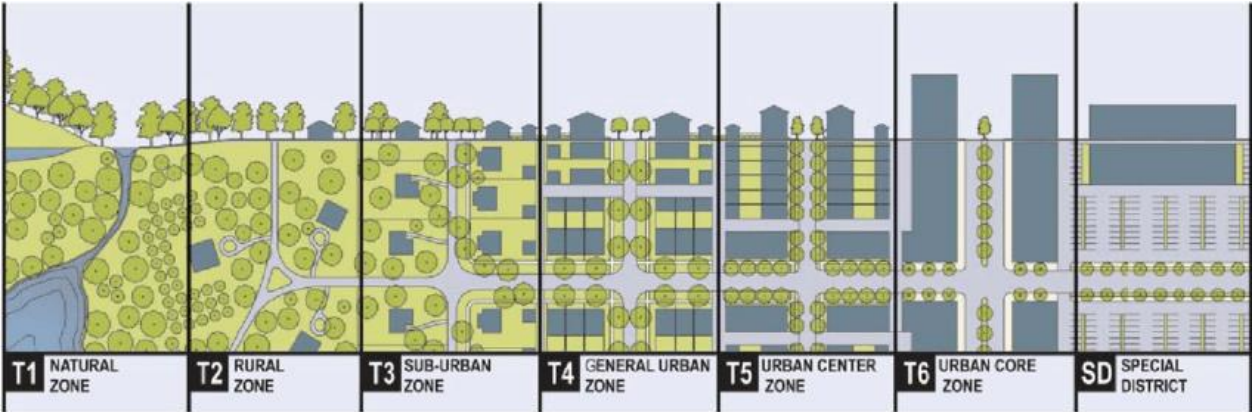 T1 NATURAL
ZONE
T2 RURAL
ZONE
T3 SUB-URBAN
ZONE
T4 GENERAL URBAN
ZONE
T5 URBAN CENTER
ZONE
T6 URBAN CORE
ZONE
SD SPECIAL
DISTRICT